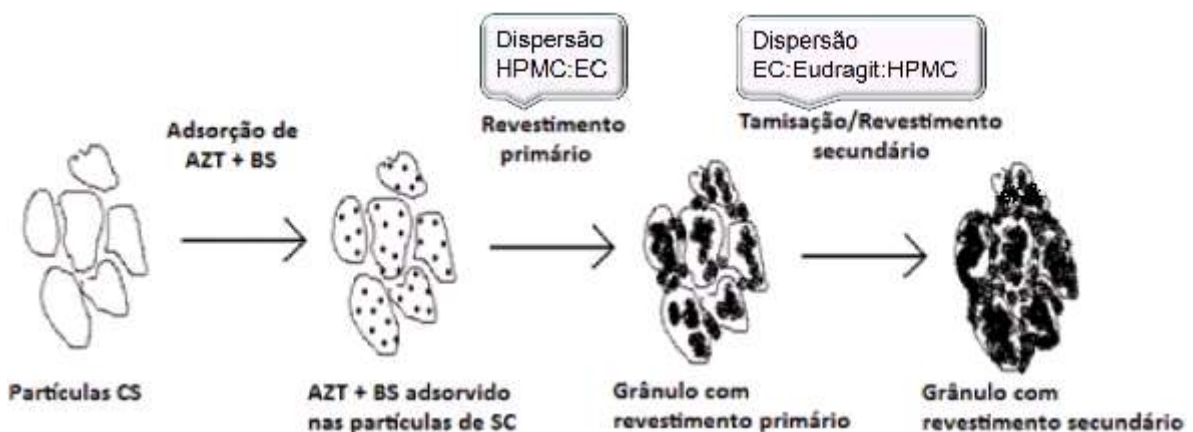 Dispersão
HPMC:EC
Dispersão
EC:Eudragit:HPMC
Adsorção de
AZT + BS
Revestimento
primário
Tamisação/Revestimento
secundário
Partículas CS
AZT + BS adsorvido
nas partículas de SC
Grânulo com
revestimento primário
Grânulo com
revestimento secundário